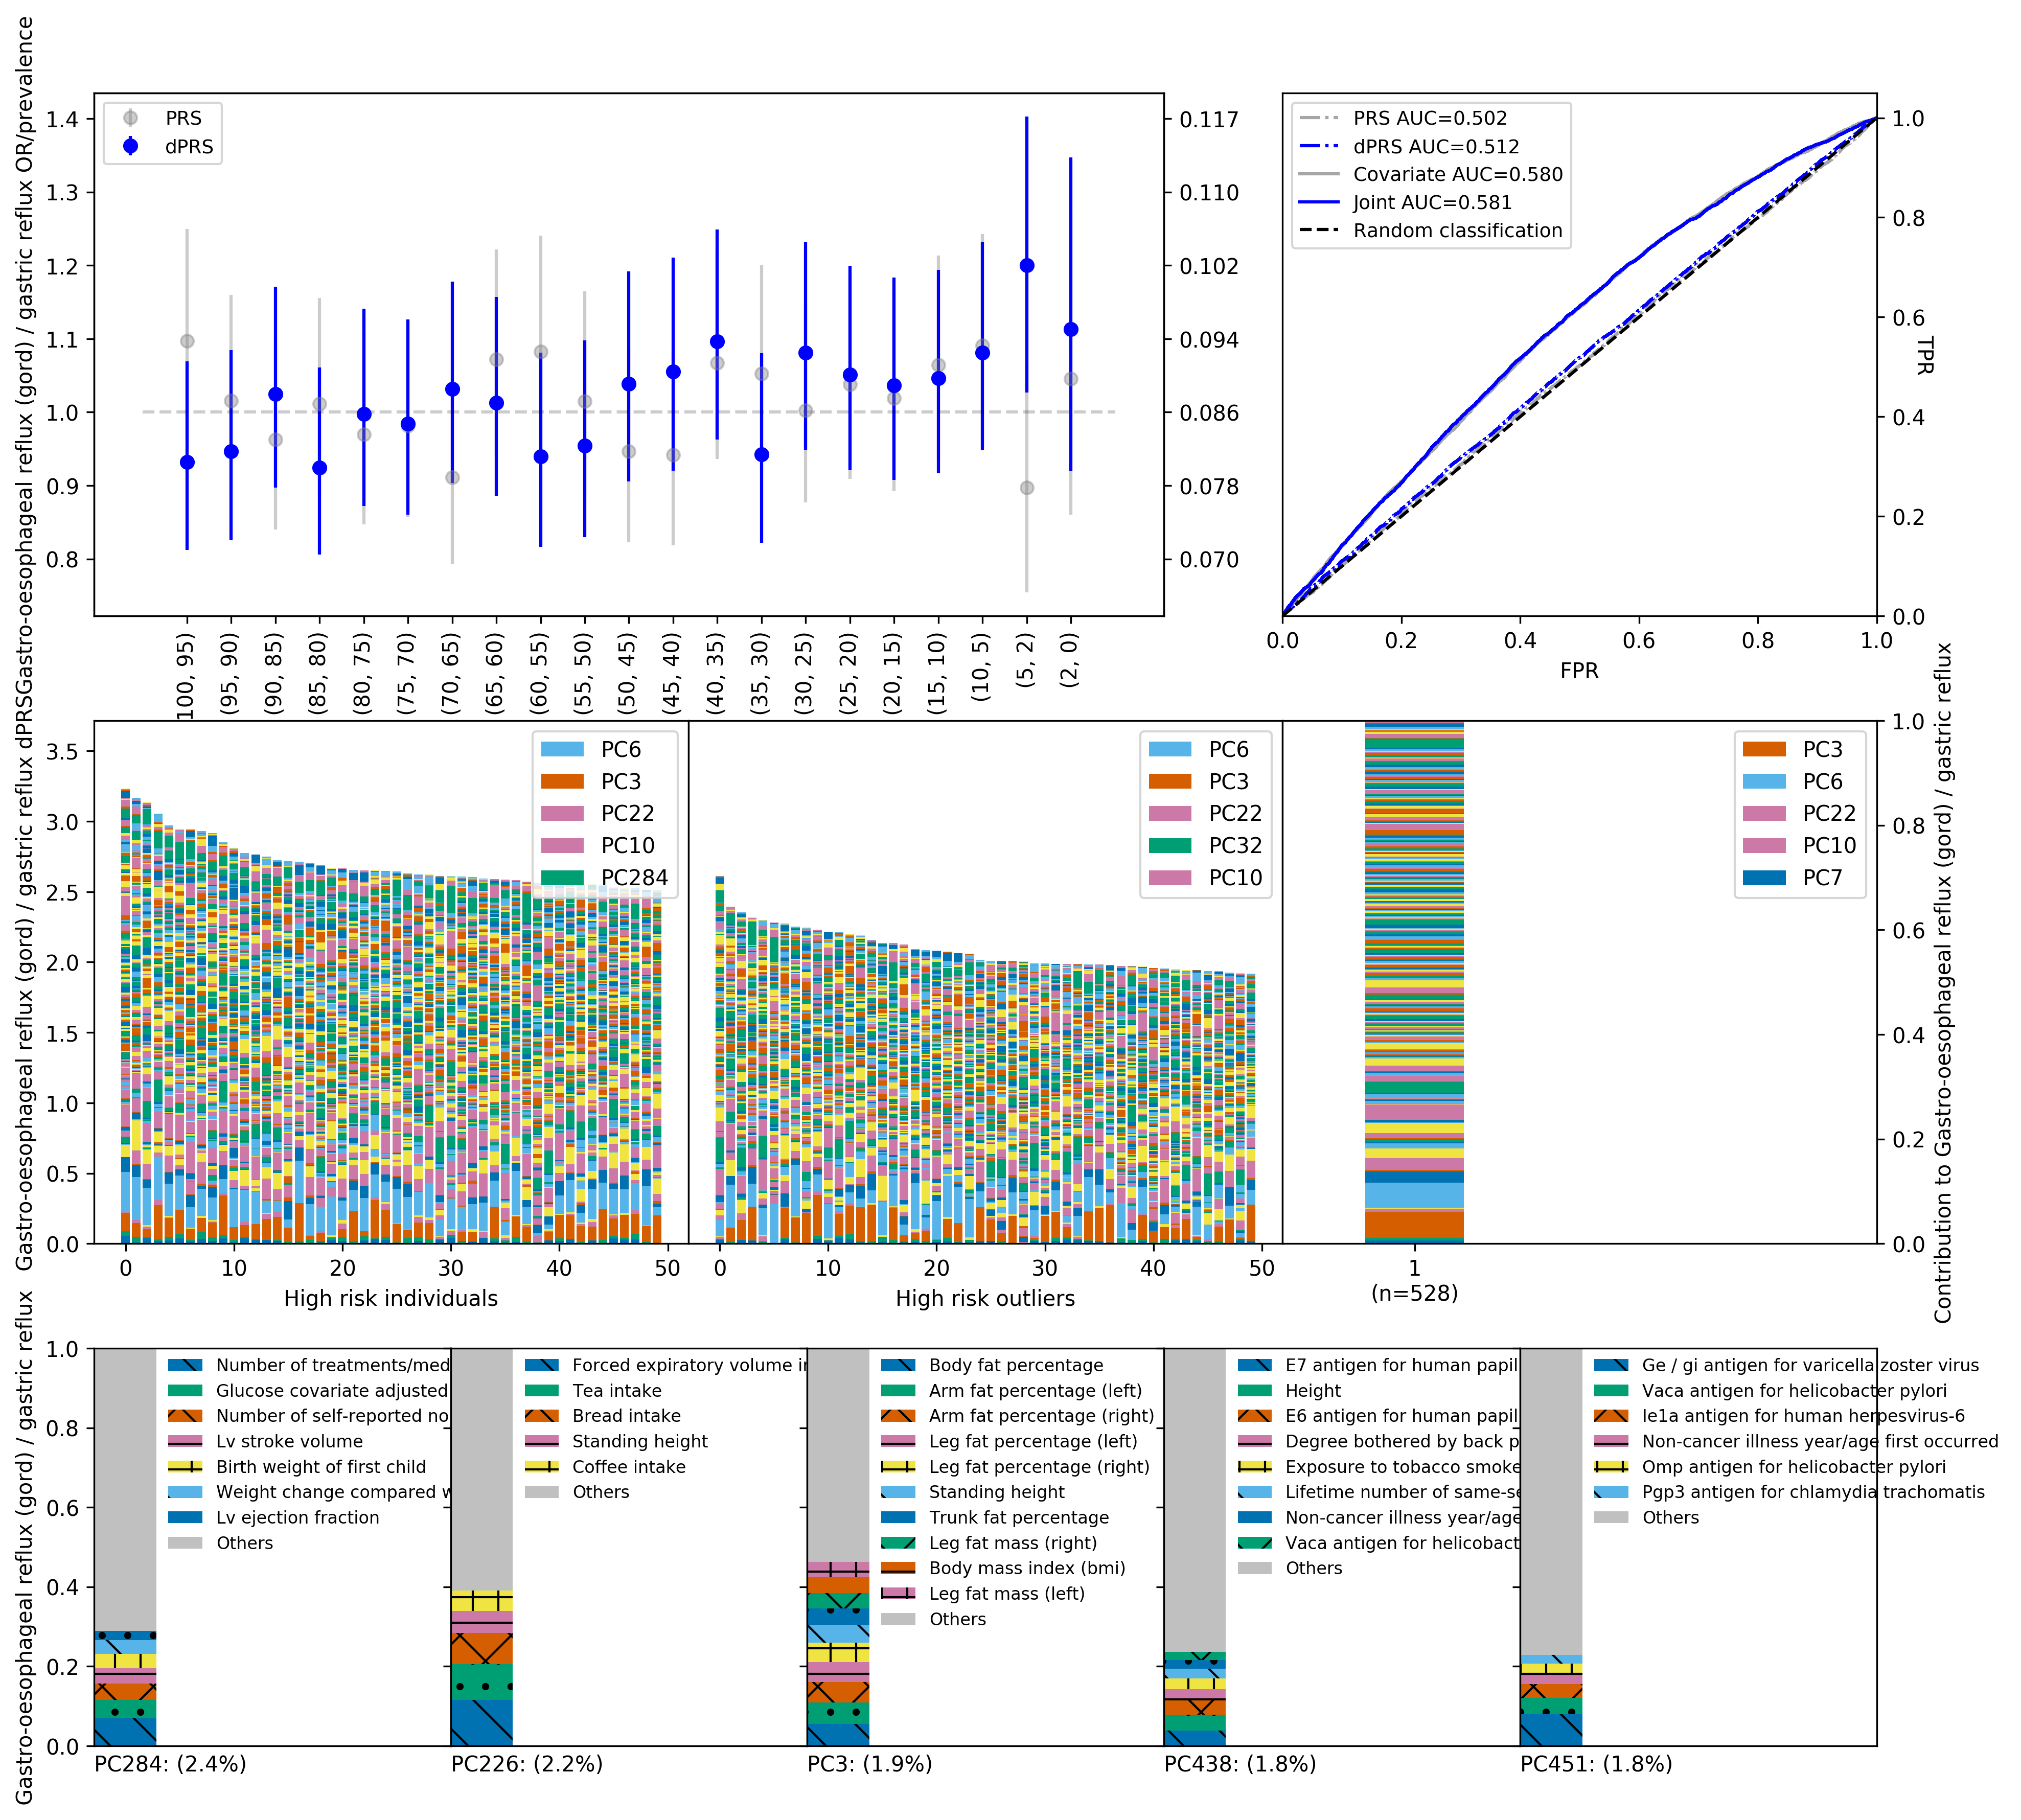 Gastro-oesophageal reflux (gord) / gastric reflux OR/prevalence
PRS
dPRS
1.4
1.3
1.2
1.1
1.0
0.9
0.8
0.117
0.110
0.102
0.094
0.086
0.078
0.070
100, 95)
(95, 90)
(90, 85)
(85, 80)
(80, 75)
(75, 70)
(70, 65)
(65, 60)
(60, 55)
(55, 50)
(50, 45)
(45, 40)
(40, 35)
(35, 30)
(30, 25)
(25, 20)
(20, 15)
(15, 10)
(10, 5)
(5, 2)
(2, 0)
PRS AUC=0.502
dPRS AUC=0.512
Covariate AUC=0.580
Joint AUC=0.581
Random classification
1.0
0.8
0.6
0.4
0.2
0.0
TPR
0.0 0.2 0.4 0.6 0.8 1.0
FPR
Gastro-oesophageal reflux (gord) / gastric reflux dPRS
3.5
3.0
2.5
2.0
1.5
1.0
0.5
0.0
PC6
PC3
PC22
PC10
PC284
0 10 20 30 40 50
High risk individuals
PC6
PC3
PC22
PC32
PC10
0 10 20 30 40 50
High risk outliers
PC3
PC6
PC22
PC10
PC7
1
(n=528)
1.0
0.8
0.6
0.4
0.2
0.0
Contribution to Gastro-oesophageal reflux (gord) / gastric reflux
Gastro-oesophageal reflux (gord) / gastric reflux
1.0
0.8
0.6
0.4
0.2
0.0
Number of treatments/med
Glucose covariate adjusted
Number of self-reported no
Lv stroke volume
Birth weight of first child
Weight change compared w
Lv ejection fraction
Others
PC284: (2.4%)
Forced expiratory volume in
Tea intake
Bread intake
Standing height
Coffee intake
Others
PC226: (2.2%)
Body fat percentage
Arm fat percentage (left)
Arm fat percentage (right)
Leg fat percentage (left)
Leg fat percentage (right)
Standing height
Trunk fat percentage
Leg fat mass (right)
Body mass index (bmi)
Leg fat mass (left)
Others
PC3: (1.9%)
E7 antigen for human papil
Height
E6 antigen for human papil
Degree bothered by back p
Exposure to tobacco smoke
Lifetime number of same-se
Non-cancer illness year/age
Vaca antigen for helicobact
Others
PC438: (1.8%)
Ge / gi antigen for varicella zoster virus
Vaca antigen for helicobacter pylori
Ie1a antigen for human herpesvirus-6
Non-cancer illness year/age first occurred
Omp antigen for helicobacter pylori
Pgp3 antigen for chlamydia trachomatis
Others
PC451: (1.8%)